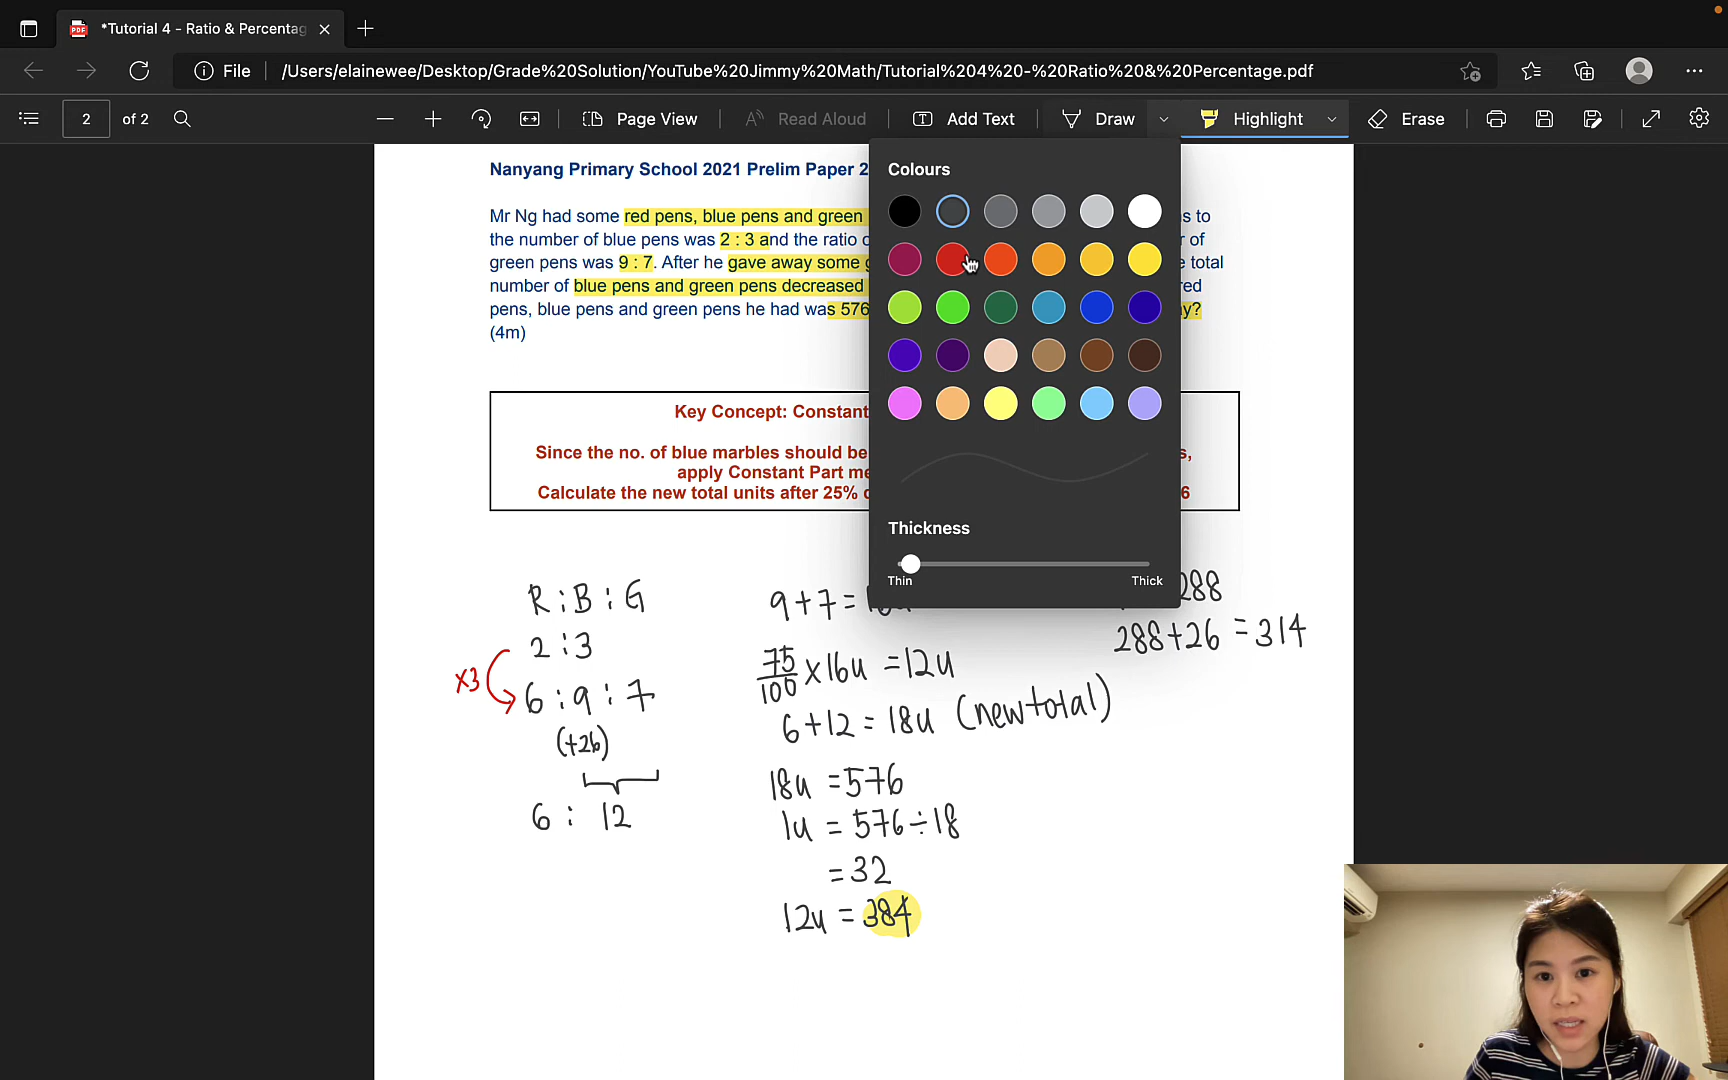 *Tutorial 4 - Ratio & Percentag
File /Users/elainewee/Desktop/Grade%20Solution/YouTube%20Jimmy%20Math/Tutorial%204%20-%20Ratio%20&%20Percentage.pdf
2 of 2 Page View Read Aloud Add Text Draw Highlight Erase
Nanyang Primary School 2021 Prelim Paper 2
Mr Ng had some red pens, blue pens and green s to
the number of blue pens was 2 : 3 and the ratio r of
green pens was 9 : 7. After he gave away some e total
number of blue pens and green pens decreased red
pens, blue pens and green pens he had was 576 y?
(4m)
Key Concept: Constant
Since the no. of blue marbles should be s,
apply Constant Part me
Calculate the new total units after 25% 6
Colours
Thickness
Thin Thick
R : B : G
2 : 3
x3
6 : 9 : 7
(+26)
6 : 12
9 + 7 =
75/100 x 16u = 12u
6 + 12 = 18u (new total)
18u = 576
1u = 576 ÷ 18
= 32
12u = 384
288
288 + 26 = 314